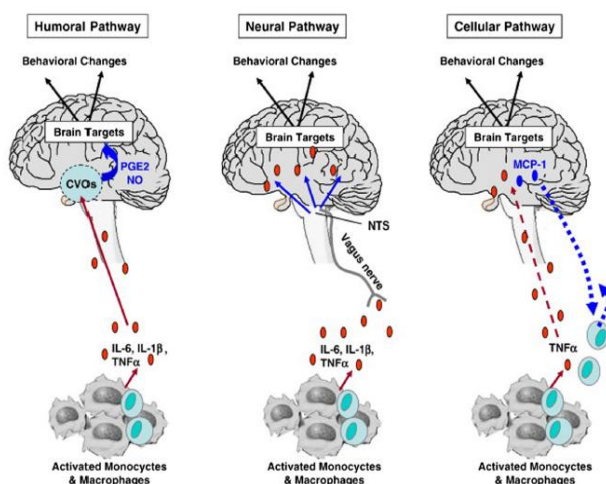 Humoral Pathway
Behavioral Changes
Brain Targets
PGE2
NO
CVOs
IL-6, IL-1β,
TNFα
Activated Monocytes
& Macrophages
Neural Pathway
Behavioral Changes
Brain Targets
NTS
Vagus nerve
IL-6, IL-1β,
TNFα
Activated Monocytes
& Macrophages
Cellular Pathway
Behavioral Changes
Brain Targets
MCP-1
TNFα
Activated Monocytes
& Macrophages